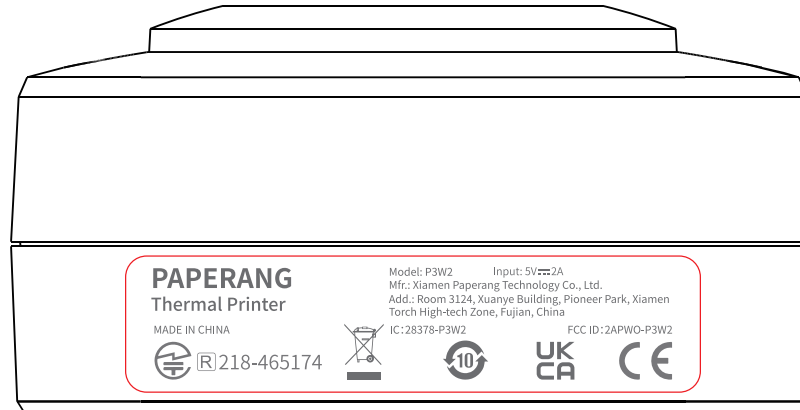 PAPERANG
Thermal Printer
MADE IN CHINA
R 218-465174
Model: P3W2 Input: 5V⎓2A
Mfr.: Xiamen Paperang Technology Co., Ltd.
Add.: Room 3124, Xuanye Building, Pioneer Park, Xiamen
Torch High-tech Zone, Fujian, China
IC: 28378-P3W2 FCC ID: 2APWO-P3W2
10
UK
CA
CE